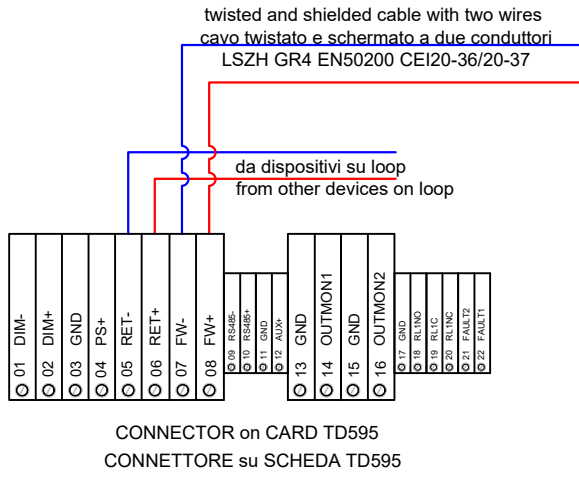 twisted and shielded cable with two wires
cavo twistato e schermato a due conduttori
LSZH GR4 EN50200 CEI20-36/20-37
da dispositivi su loop
from other devices on loop
01 DIM-
02 DIM+
03 GND
04 PS+
05 RET-
06 RET+
07 FW-
08 FW+
09 RS485-
10 RS485+
11 GND
12 AUX+
13 GND
14 OUTMON1
15 GND
16 OUTMON2
17 GND
18 RL1NO
19 RL1C
20 RL1NC
21 FAULT2
22 FAULT1
CONNECTOR on CARD TD595
CONNETTORE su SCHEDA TD595